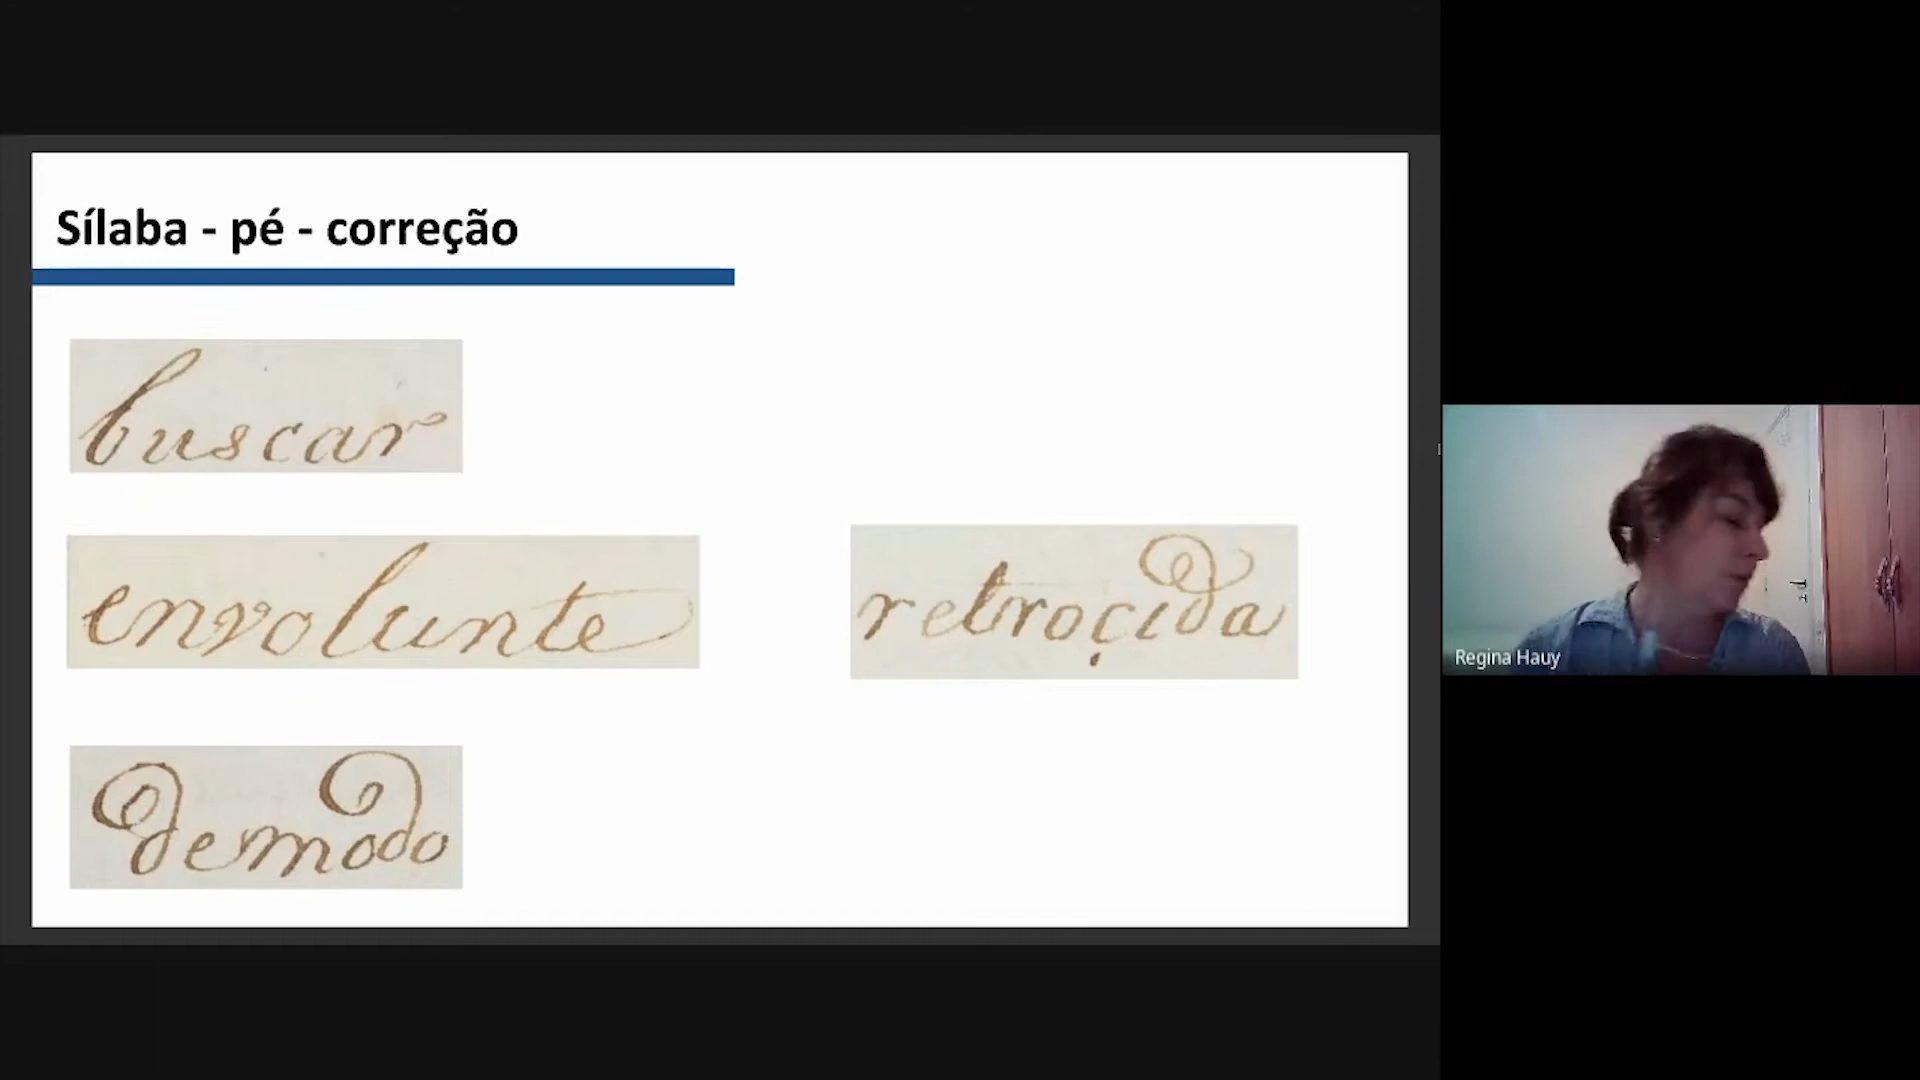 Sílaba - pé - correção
buscar
envolunte
retroçida
demodo
Regina Hauy